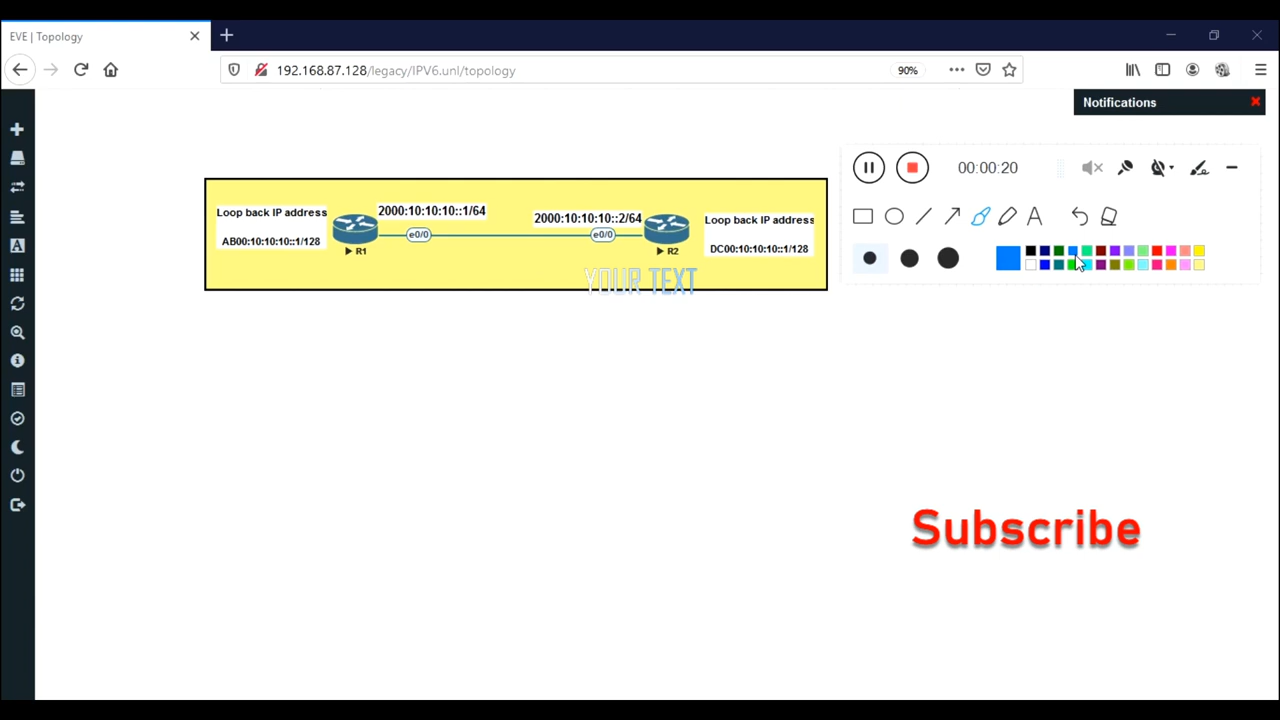 EVE | Topology
192.168.87.128/legacy/IPV6.unl/topology
90%
Notifications
00:00:20
Loop back IP address
AB00:10:10:10::1/128
2000:10:10:10::1/64
e0/0
R1
2000:10:10:10::2/64
e0/0
R2
Loop back IP address
DC00:10:10:10::1/128
YOUR TEXT
Subscribe